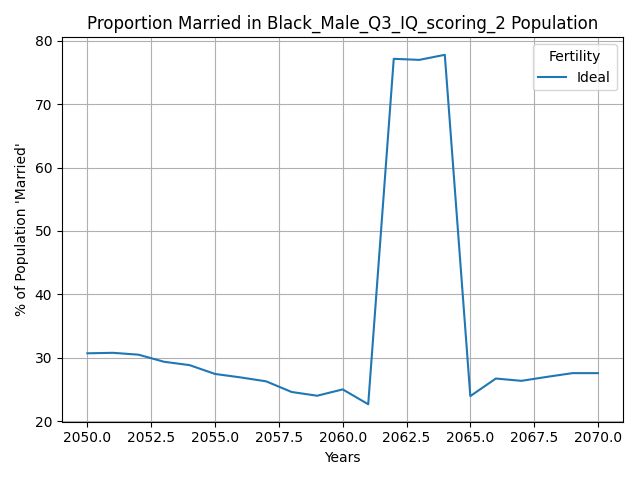 Proportion Married in Black_Male_Q3_IQ_scoring_2 Population
Fertility
Ideal
% of Population 'Married'
80
70
60
50
40
30
20
2050.0 2052.5 2055.0 2057.5 2060.0 2062.5 2065.0 2067.5 2070.0
Years